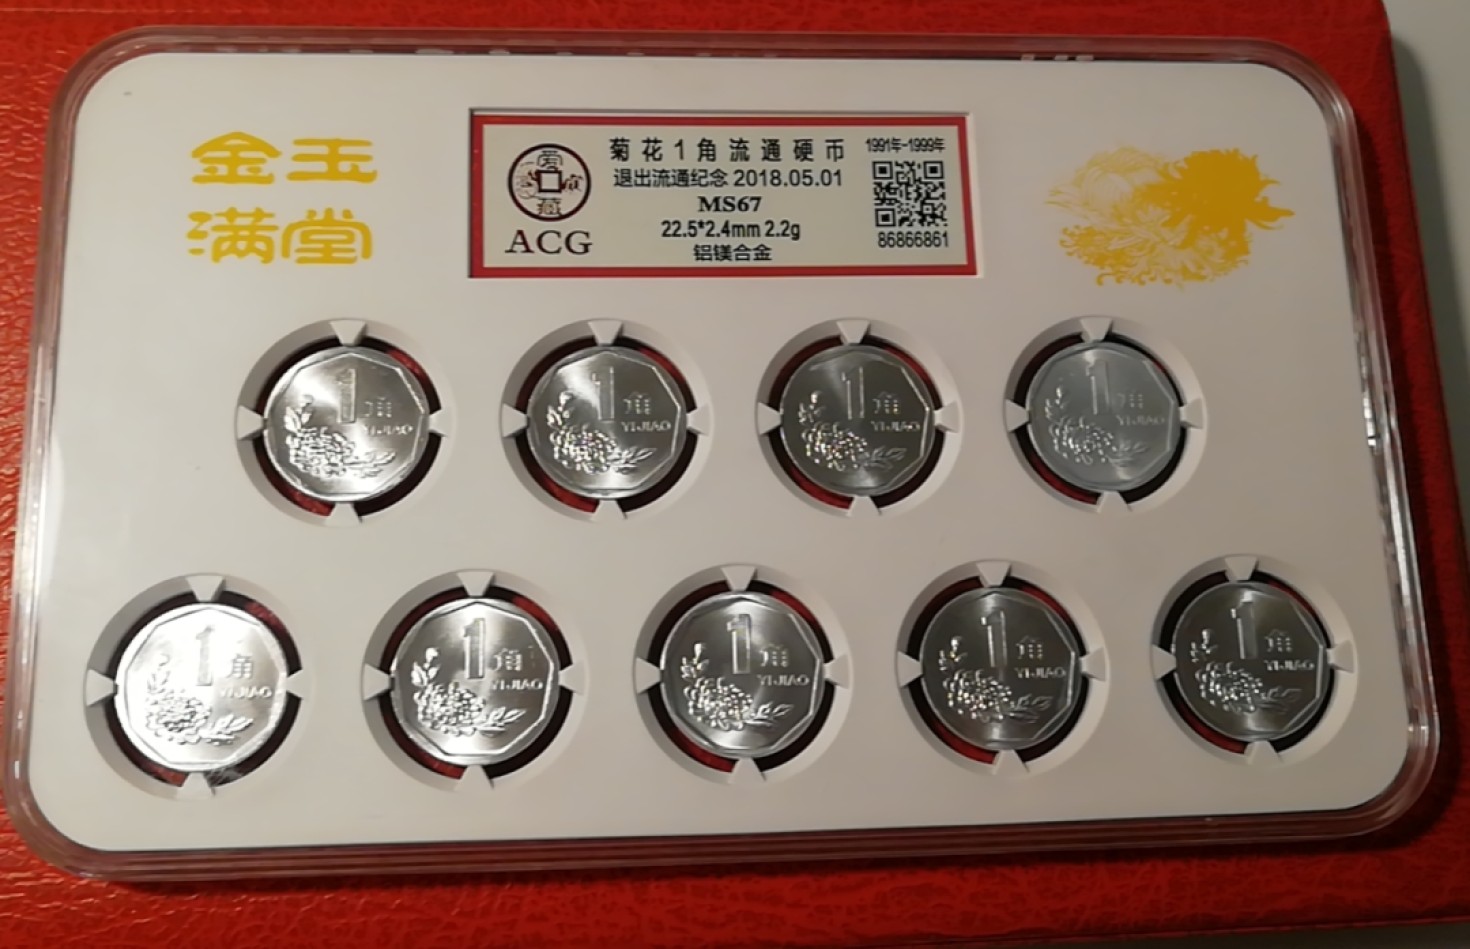 金玉
满堂
爱
藏
ACG
菊花1角流通硬币
退出流通纪念 2018.05.01
MS67
22.5*2.4mm 2.2g
铝镁合金
1991年-1999年
86866861
1角
YI JIAO
1角
YI JIAO
1角
YI JIAO
1角
YI JIAO
1角
YI JIAO
1角
YI JIAO
1角
YI JIAO
1角
YI JIAO
1角
YI JIAO